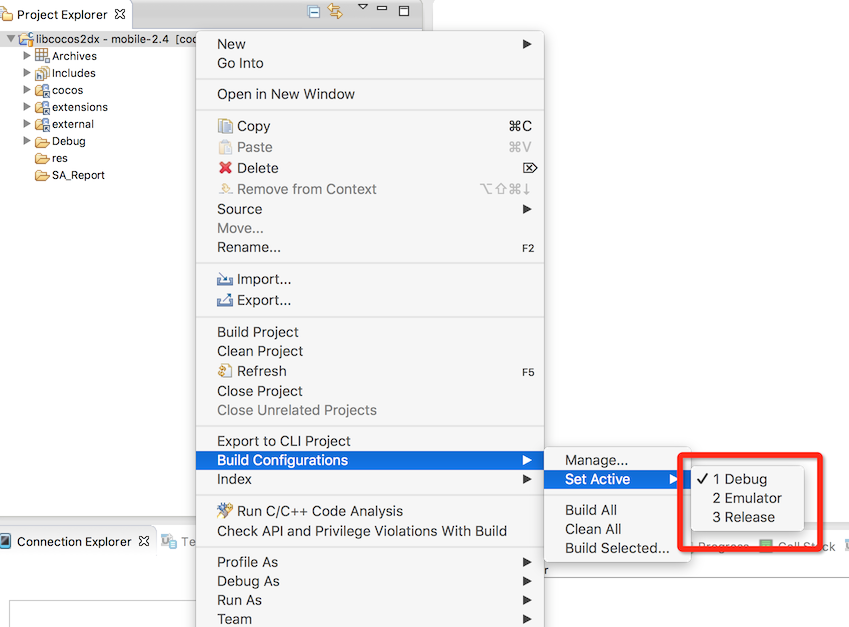 Project Explorer
libcocos2dx - mobile-2.4 [coc
Archives
Includes
cocos
extensions
external
Debug
res
SA_Report
New
Go Into
Open in New Window
Copy ⌘C
Paste ⌘V
Delete ⌦
Remove from Context ⌥⇧⌘↓
Source
Move...
Rename... F2
Import...
Export...
Build Project
Clean Project
Refresh F5
Close Project
Close Unrelated Projects
Export to CLI Project
Build Configurations
Index
Run C/C++ Code Analysis
Check API and Privilege Violations With Build
Profile As
Debug As
Run As
Team
Manage...
Set Active
Build All
Clean All
Build Selected...
1 Debug
2 Emulator
3 Release
Connection Explorer
Te
Progress
Call Stack
r